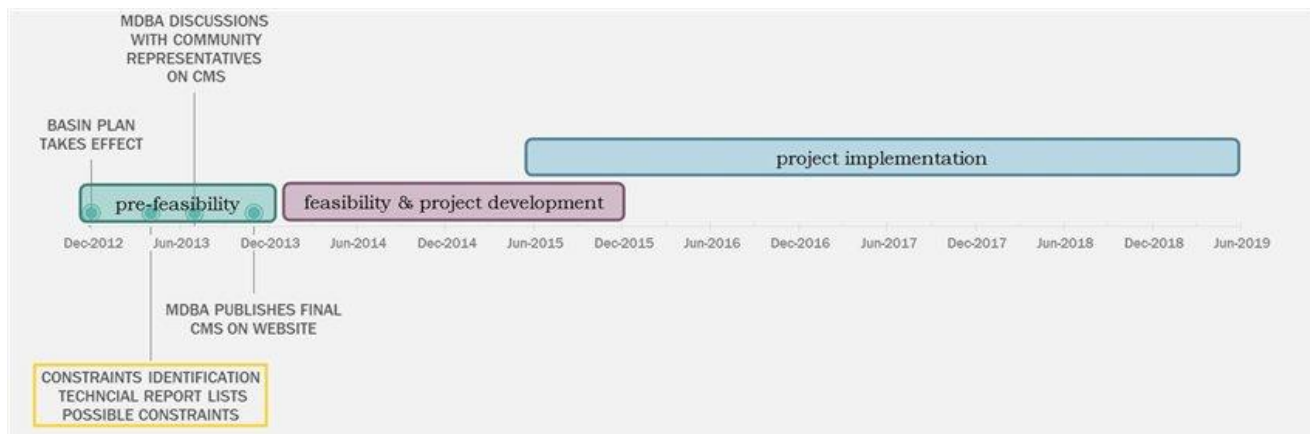 MDBA DISCUSSIONS
WITH COMMUNITY
REPRESENTATIVES
ON CMS
BASIN PLAN
TAKES EFFECT
project implementation
pre-feasibility
feasibility & project development
Dec-2012 Jun-2013 Dec-2013 Jun-2014 Dec-2014 Jun-2015 Dec-2015 Jun-2016 Dec-2016 Jun-2017 Dec-2017 Jun-2018 Dec-2018 Jun-2019
MDBA PUBLISHES FINAL
CMS ON WEBSITE
CONSTRAINTS IDENTIFICATION
TECHNCIAL REPORT LISTS
POSSIBLE CONSTRAINTS